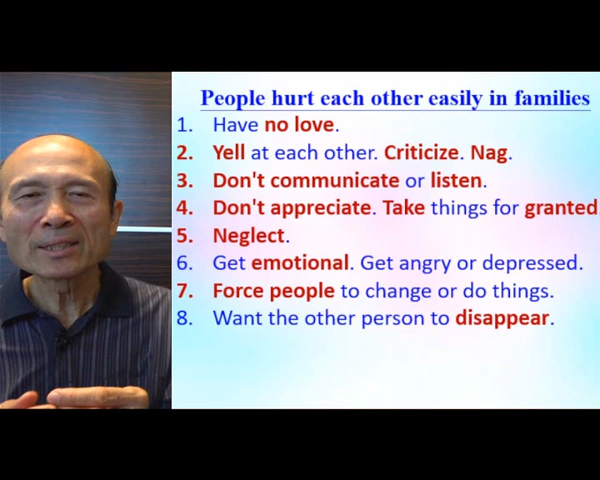 People hurt each other easily in families
1. Have no love.
2. Yell at each other. Criticize. Nag.
3. Don't communicate or listen.
4. Don't appreciate. Take things for granted
5. Neglect.
6. Get emotional. Get angry or depressed.
7. Force people to change or do things.
8. Want the other person to disappear.